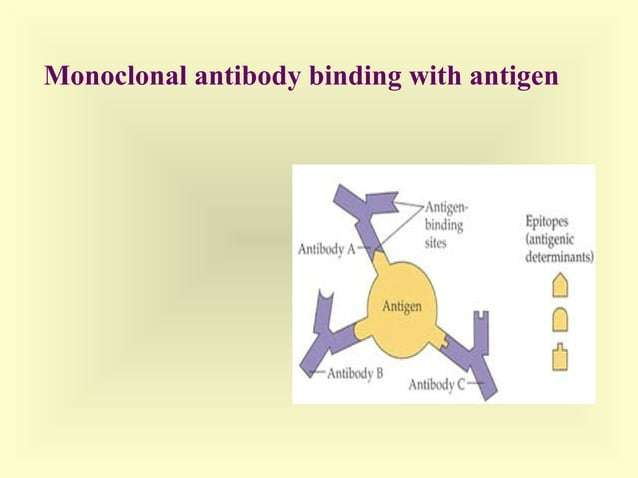 Monoclonal antibody binding with antigen
Antigen-
binding
sites
Antibody A
Epitopes
(antigenic
determinants)
Antigen
Antibody B
Antibody C